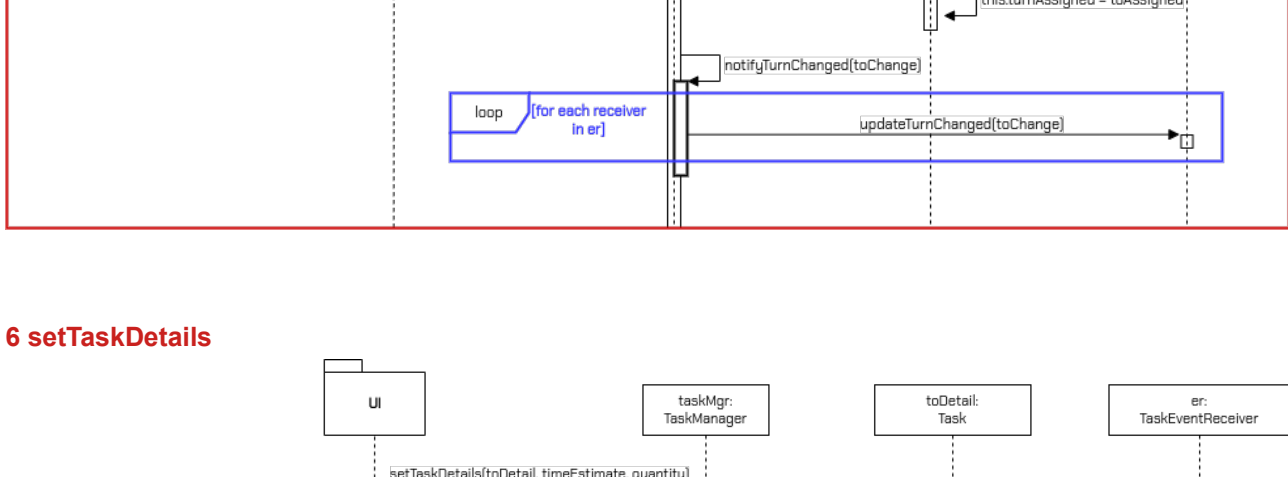 this.turnAssigned = toAssigned
notifyTurnChanged(toChange)
loop
[for each receiver
in er]
updateTurnChanged(toChange)
6 setTaskDetails
UI
taskMgr:
TaskManager
toDetail:
Task
er:
TaskEventReceiver
setTaskDetails(toDetail, timeEstimate, quantity)